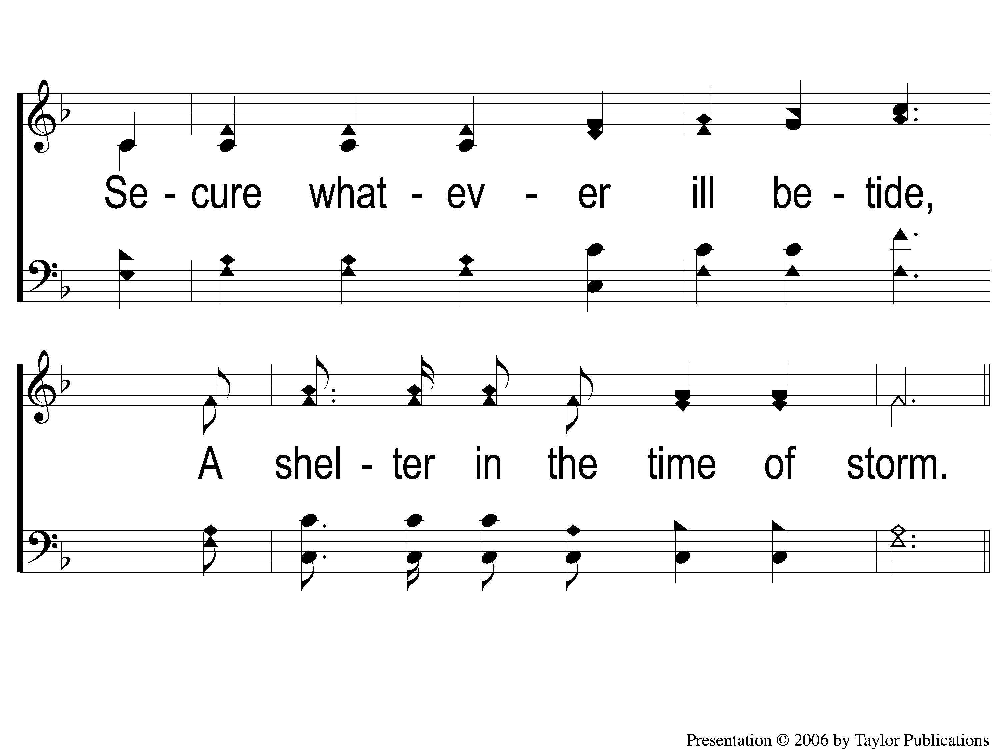 Se - cure what - ev - er ill be - tide,
A shel - ter in the time of storm.
Presentation © 2006 by Taylor Publications